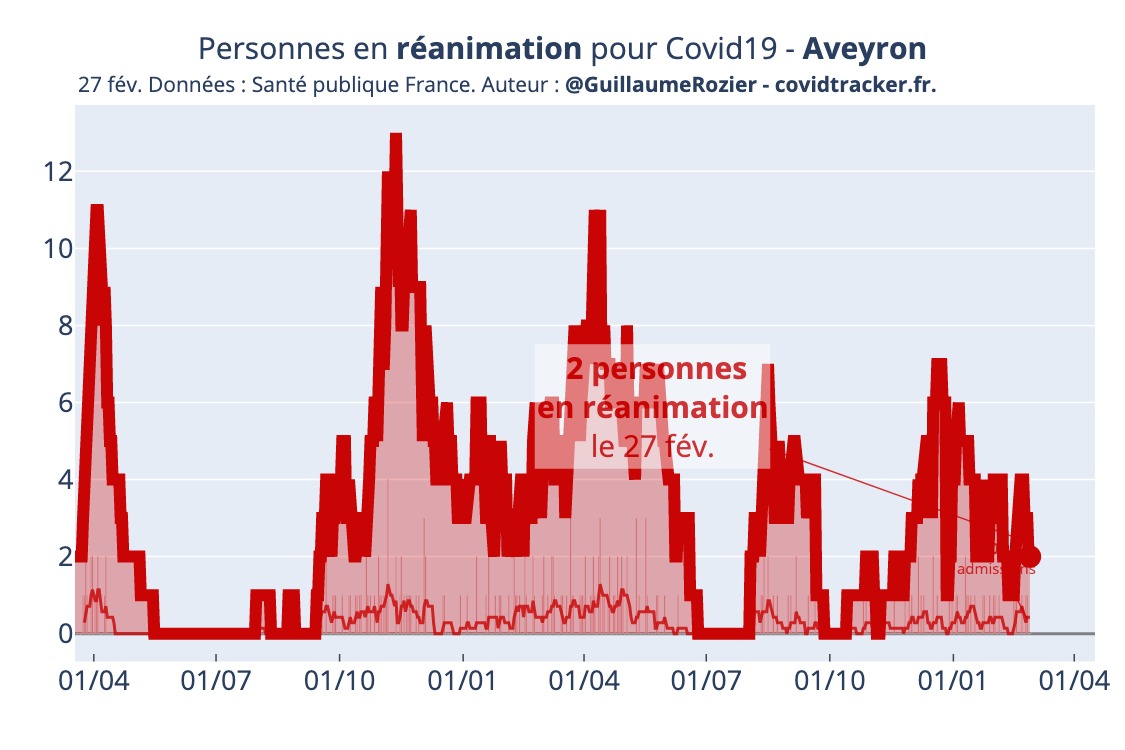 Personnes en réanimation pour Covid19 - Aveyron
27 fév. Données : Santé publique France. Auteur : @GuillaumeRozier - covidtracker.fr.
12
10
8
6
4
2
0
2 personnes
en réanimation
le 27 fév.
admissions
01/04 01/07 01/10 01/01 01/04 01/07 01/10 01/01 01/04